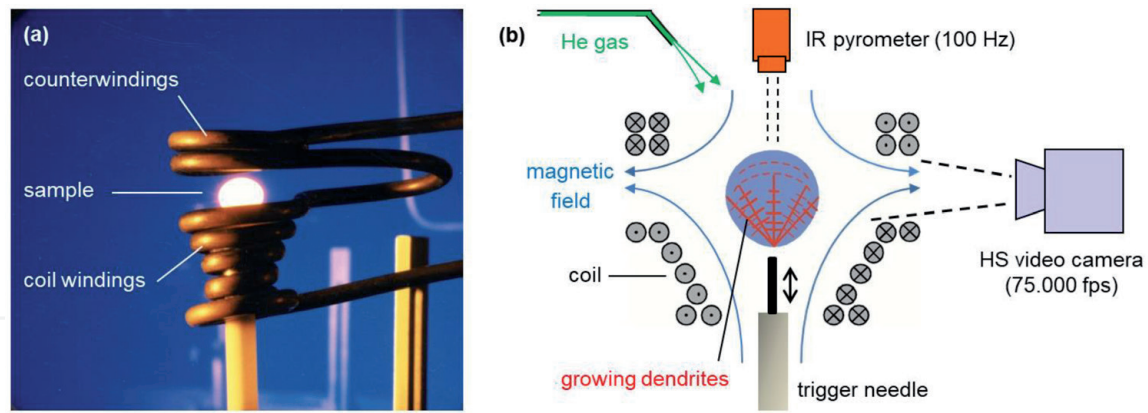 (a)
counterwindings
sample
coil windings
(b)
He gas
IR pyrometer (100 Hz)
magnetic
field
coil
HS video camera
(75.000 fps)
growing dendrites
trigger needle